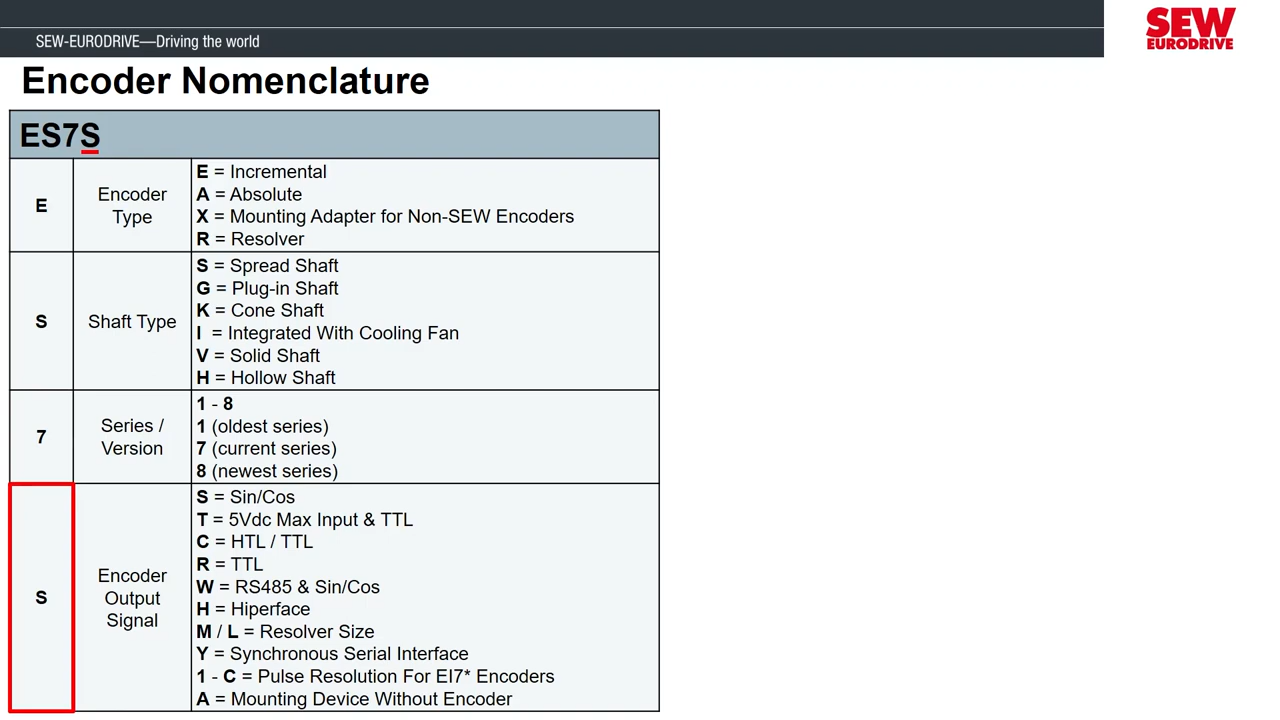 SEW-EURODRIVE—Driving the world
SEW
EURODRIVE
Encoder Nomenclature
ES7S
E
Encoder
Type
E = Incremental
A = Absolute
X = Mounting Adapter for Non-SEW Encoders
R = Resolver
S
Shaft Type
S = Spread Shaft
G = Plug-in Shaft
K = Cone Shaft
I = Integrated With Cooling Fan
V = Solid Shaft
H = Hollow Shaft
7
Series /
Version
1 - 8
1 (oldest series)
7 (current series)
8 (newest series)
S
Encoder
Output
Signal
S = Sin/Cos
T = 5Vdc Max Input & TTL
C = HTL / TTL
R = TTL
W = RS485 & Sin/Cos
H = Hiperface
M / L = Resolver Size
Y = Synchronous Serial Interface
1 - C = Pulse Resolution For EI7* Encoders
A = Mounting Device Without Encoder